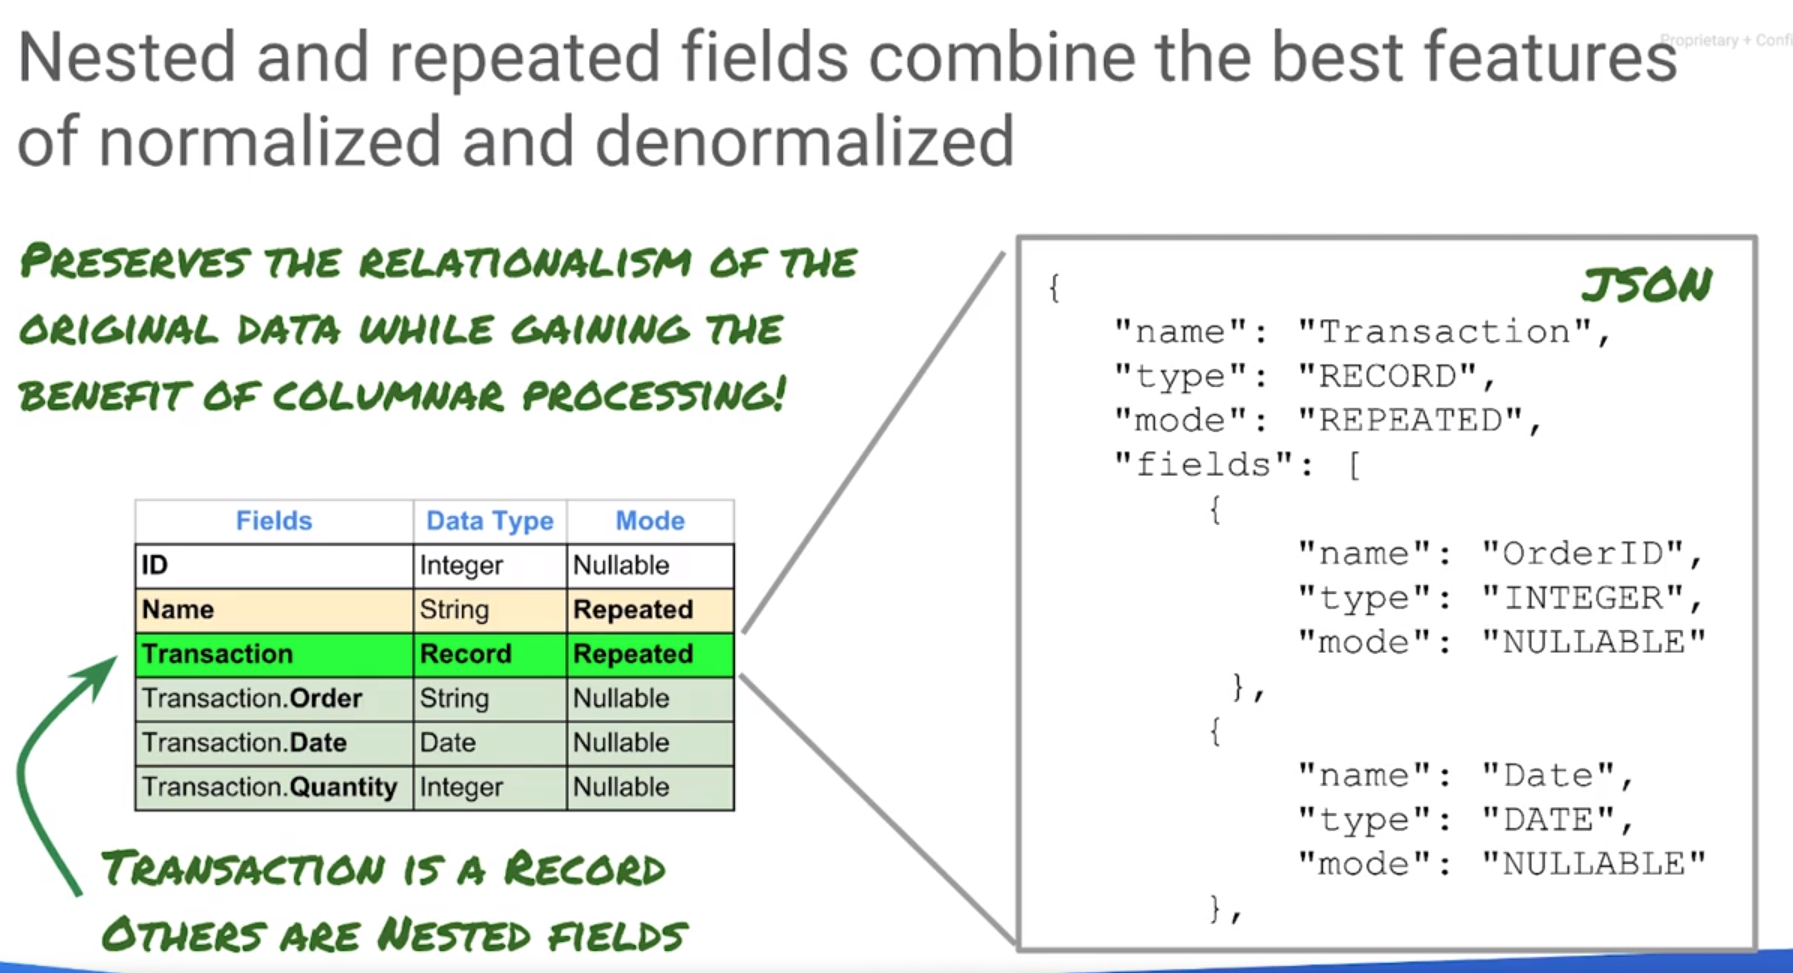 Nested and repeated fields combine the best features
of normalized and denormalized
Proprietary + Confi
PRESERVES THE RELATIONALISM OF THE
ORIGINAL DATA WHILE GAINING THE
BENEFIT OF COLUMNAR PROCESSING!
Fields Data Type Mode
ID Integer Nullable
Name String Repeated
Transaction Record Repeated
Transaction.Order String Nullable
Transaction.Date Date Nullable
Transaction.Quantity Integer Nullable
TRANSACTION IS A RECORD
OTHERS ARE NESTED FIELDS
JSON
{
"name": "Transaction",
"type": "RECORD",
"mode": "REPEATED",
"fields": [
{
"name": "OrderID",
"type": "INTEGER",
"mode": "NULLABLE"
},
{
"name": "Date",
"type": "DATE",
"mode": "NULLABLE"
},